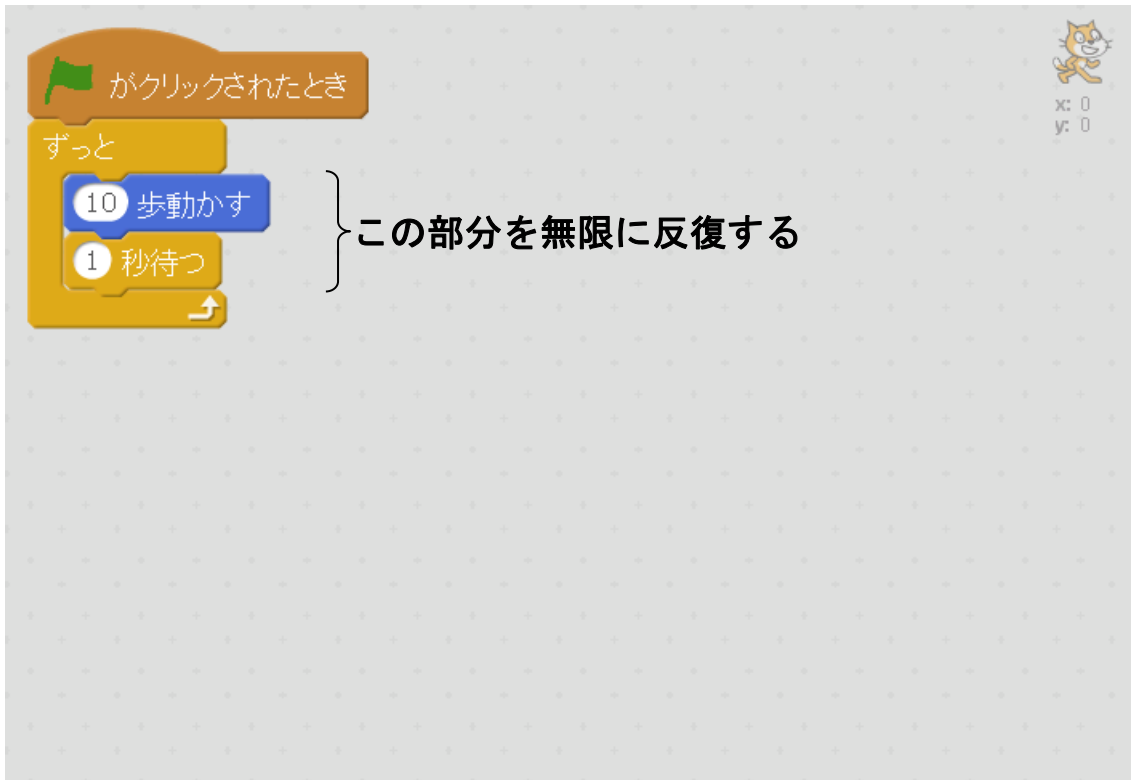 がクリックされたとき
ずっと
10 歩動かす
1 秒待つ
この部分を無限に反復する
x: 0
y: 0